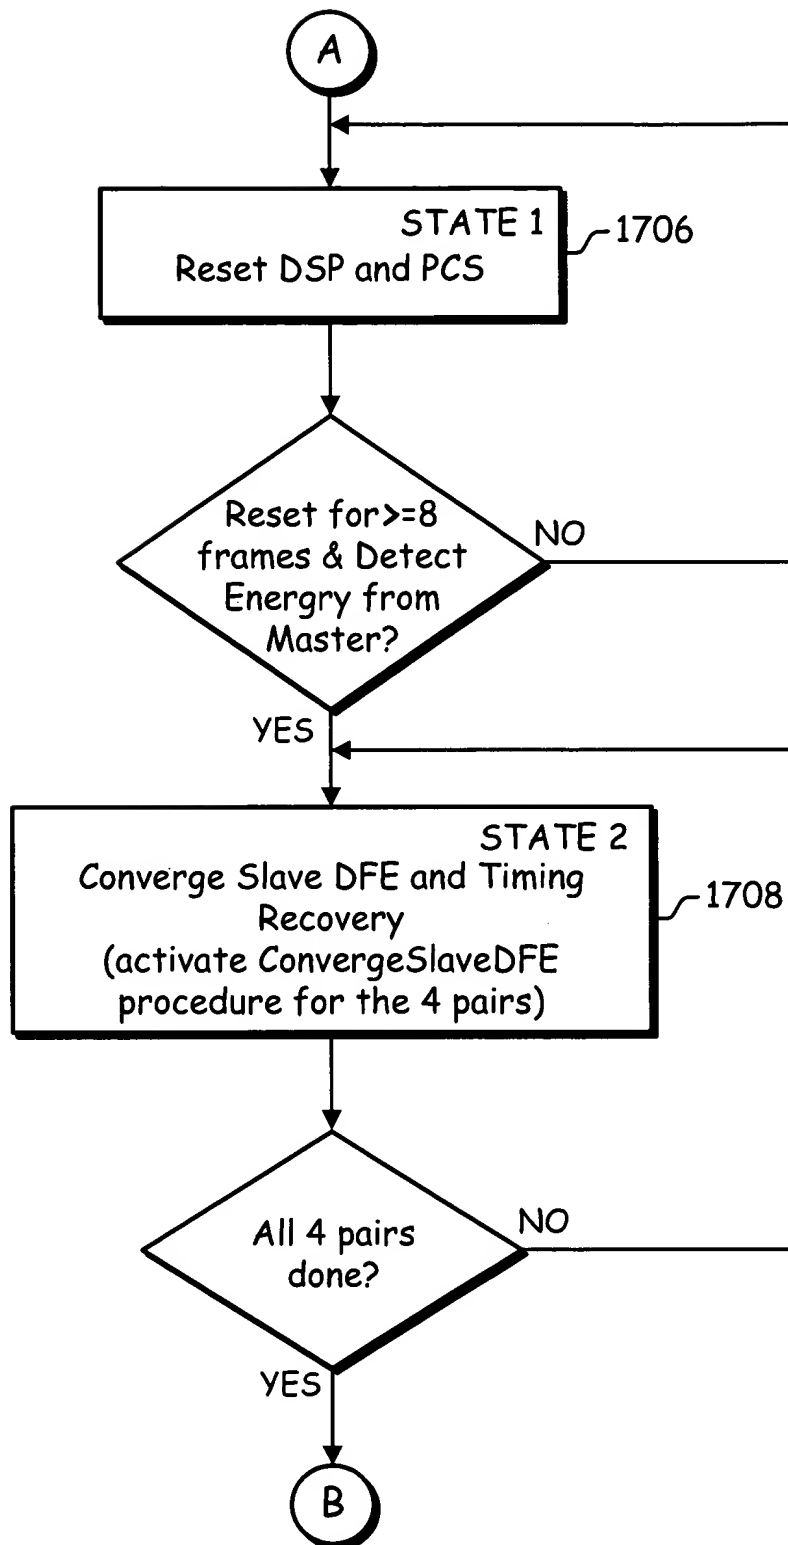 A
STATE 1
Reset DSP and PCS
1706
Reset for >=8
frames & Detect
Energry from
Master?
NO
YES
STATE 2
Converge Slave DFE and Timing
Recovery
(activate ConvergeSlaveDFE
procedure for the 4 pairs)
1708
All 4 pairs
done?
NO
YES
B